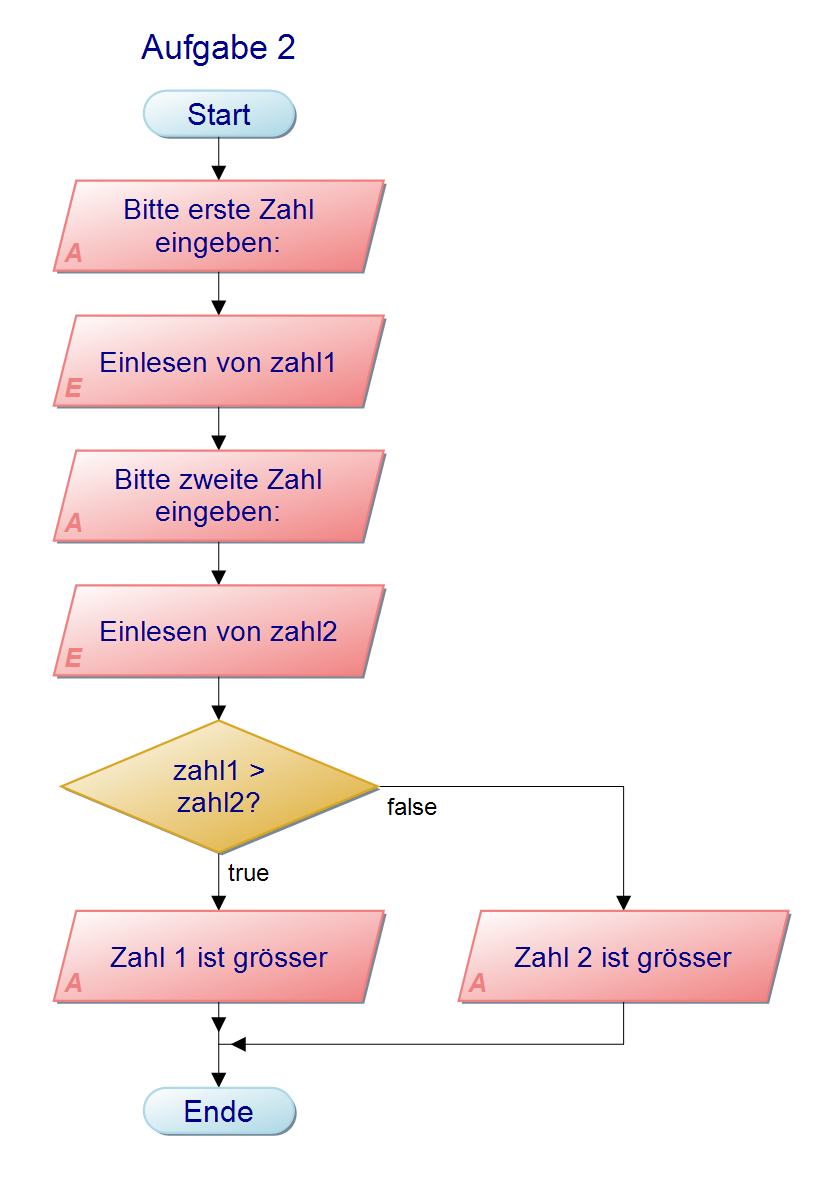 Aufgabe 2
Start
Bitte erste Zahl
eingeben:
A
Einlesen von zahl1
E
Bitte zweite Zahl
eingeben:
A
Einlesen von zahl2
E
zahl1 >
zahl2?
false
true
Zahl 1 ist grösser
A
Zahl 2 ist grösser
A
Ende